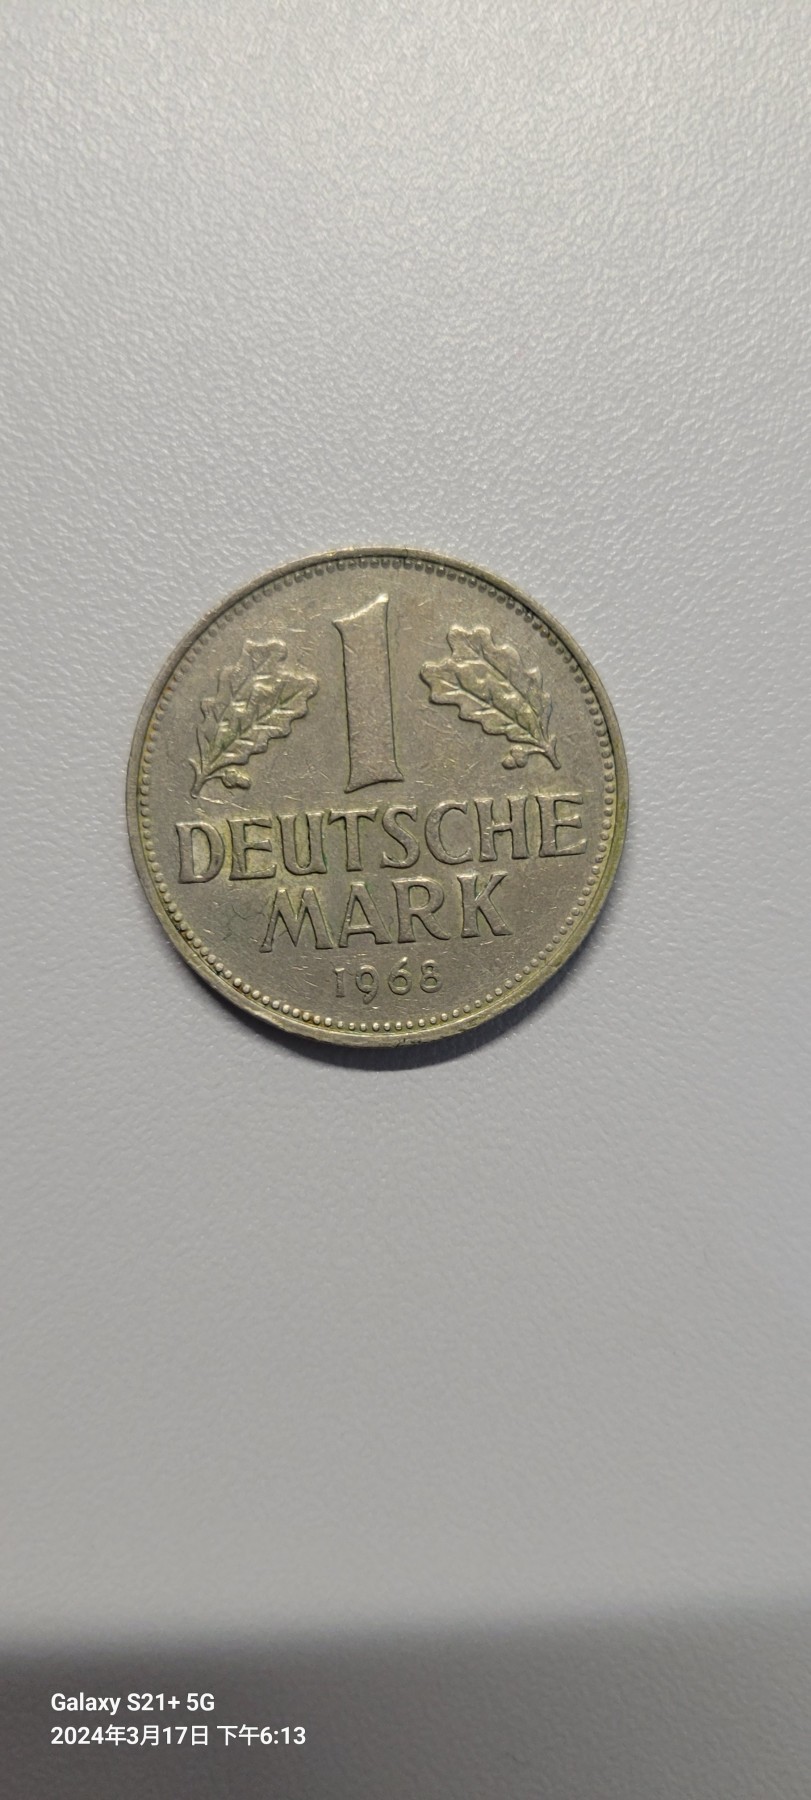 1
DEUTSCHE
MARK
1968
Galaxy S21+ 5G
2024年3月17日 下午6:13